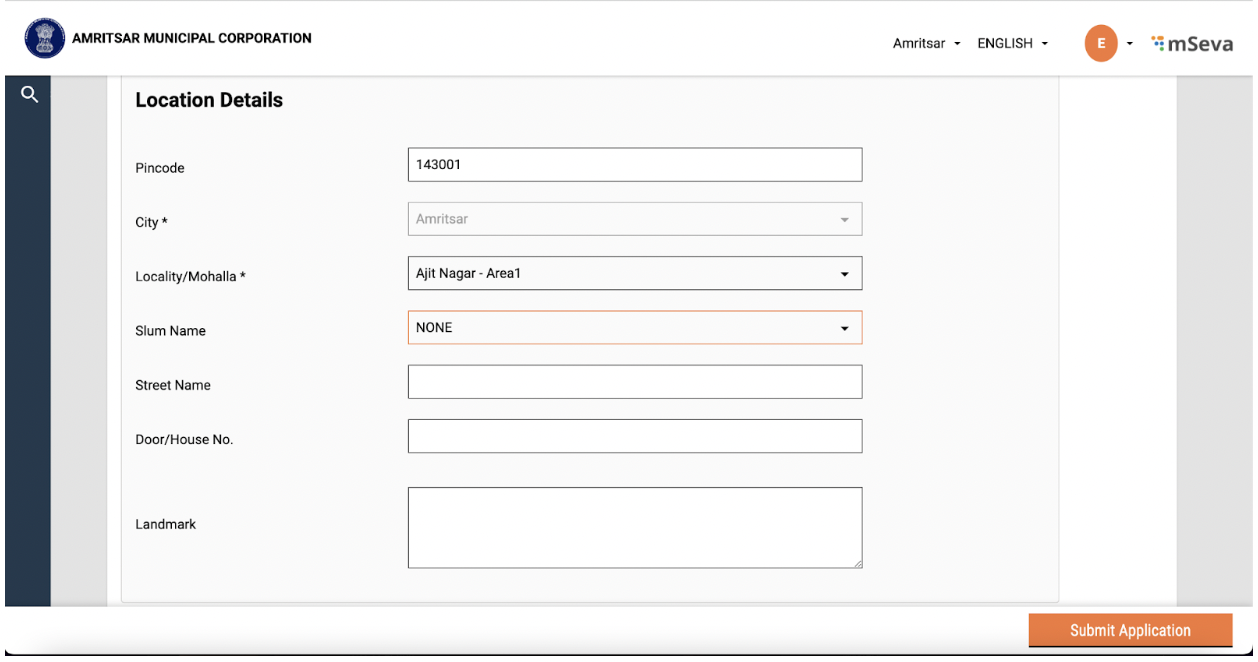 AMRITSAR MUNICIPAL CORPORATION
Amritsar ENGLISH E mSeva
Location Details
Pincode 143001
City * Amritsar
Locality/Mohalla * Ajit Nagar - Area1
Slum Name NONE
Street Name
Door/House No.
Landmark
Submit Application